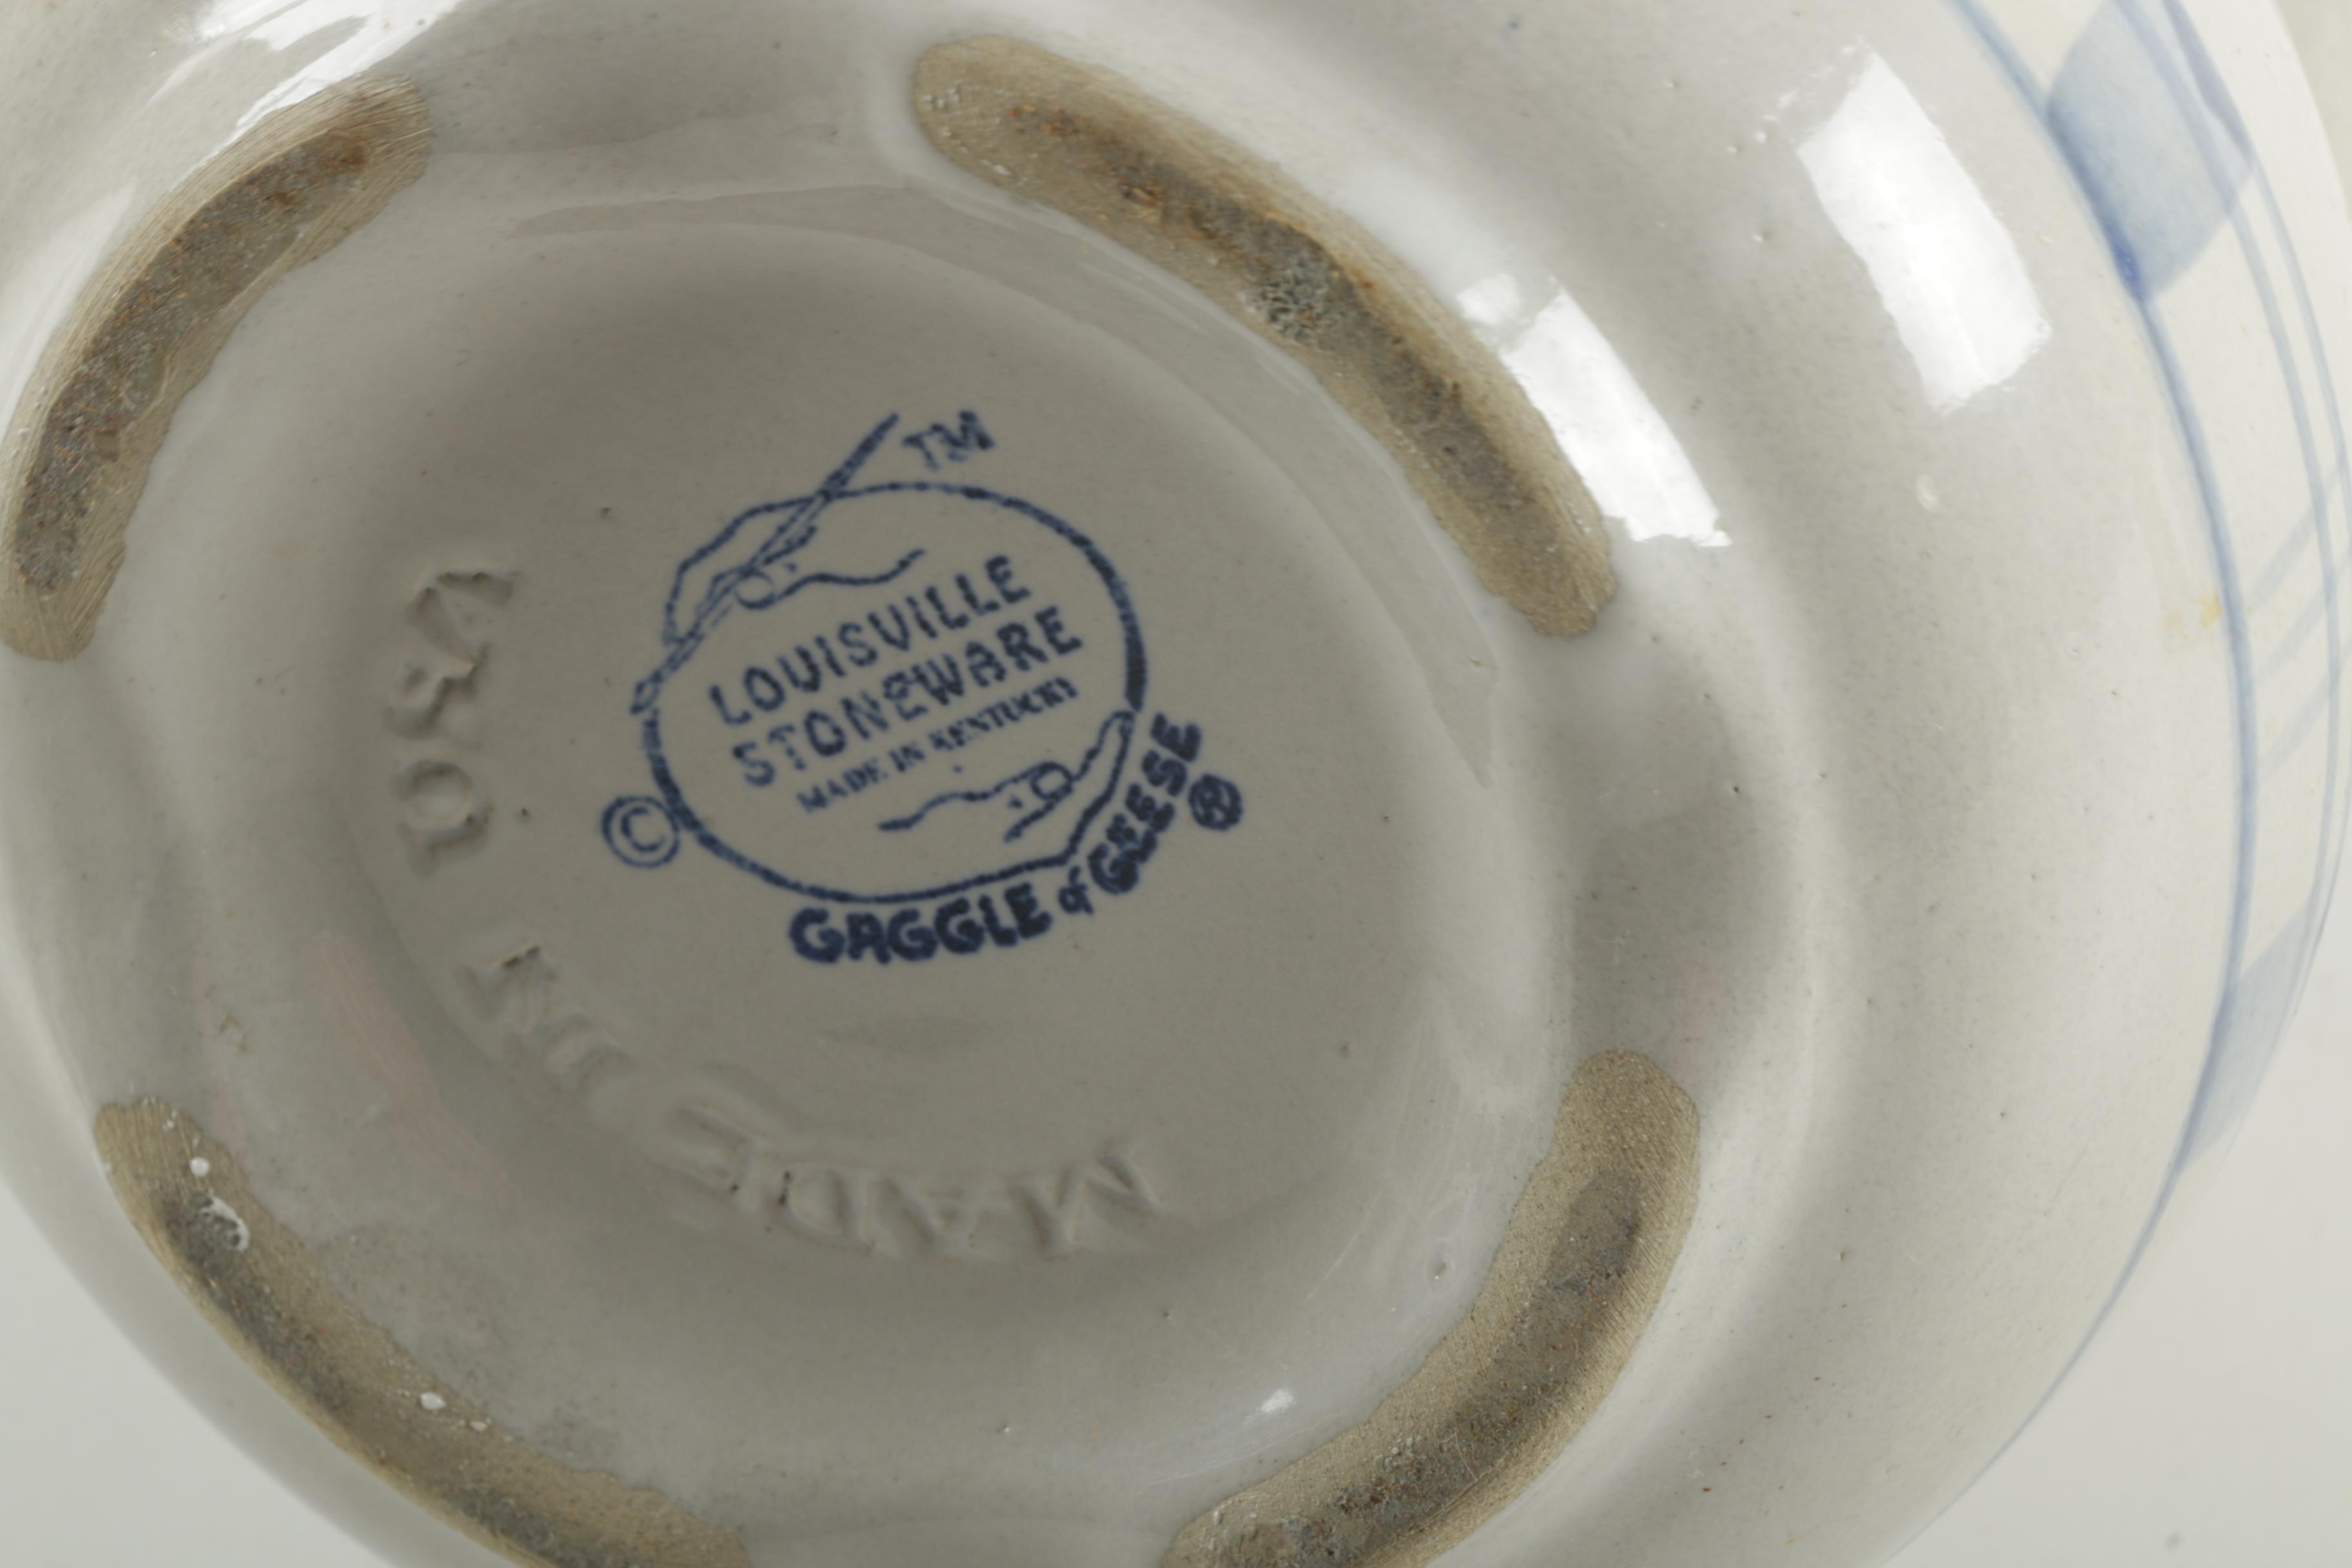 TM
LOUISVILLE
STONEWARE
MADE IN KENTUCKY
©
GAGGLE of GEESE
®
MADE IN USA